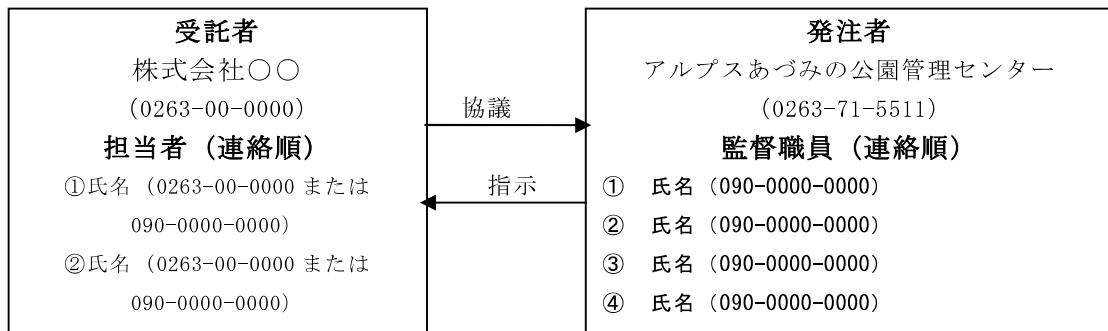 受託者
株式会社○○
(0263-00-0000)
担当者（連絡順）
①氏名（0263-00-0000 または
090-0000-0000）
②氏名（0263-00-0000 または
090-0000-0000）
協議
指示
発注者
アルプスあづみの公園管理センター
(0263-71-5511)
監督職員（連絡順）
① 氏名（090-0000-0000）
② 氏名（090-0000-0000）
③ 氏名（090-0000-0000）
④ 氏名（090-0000-0000）